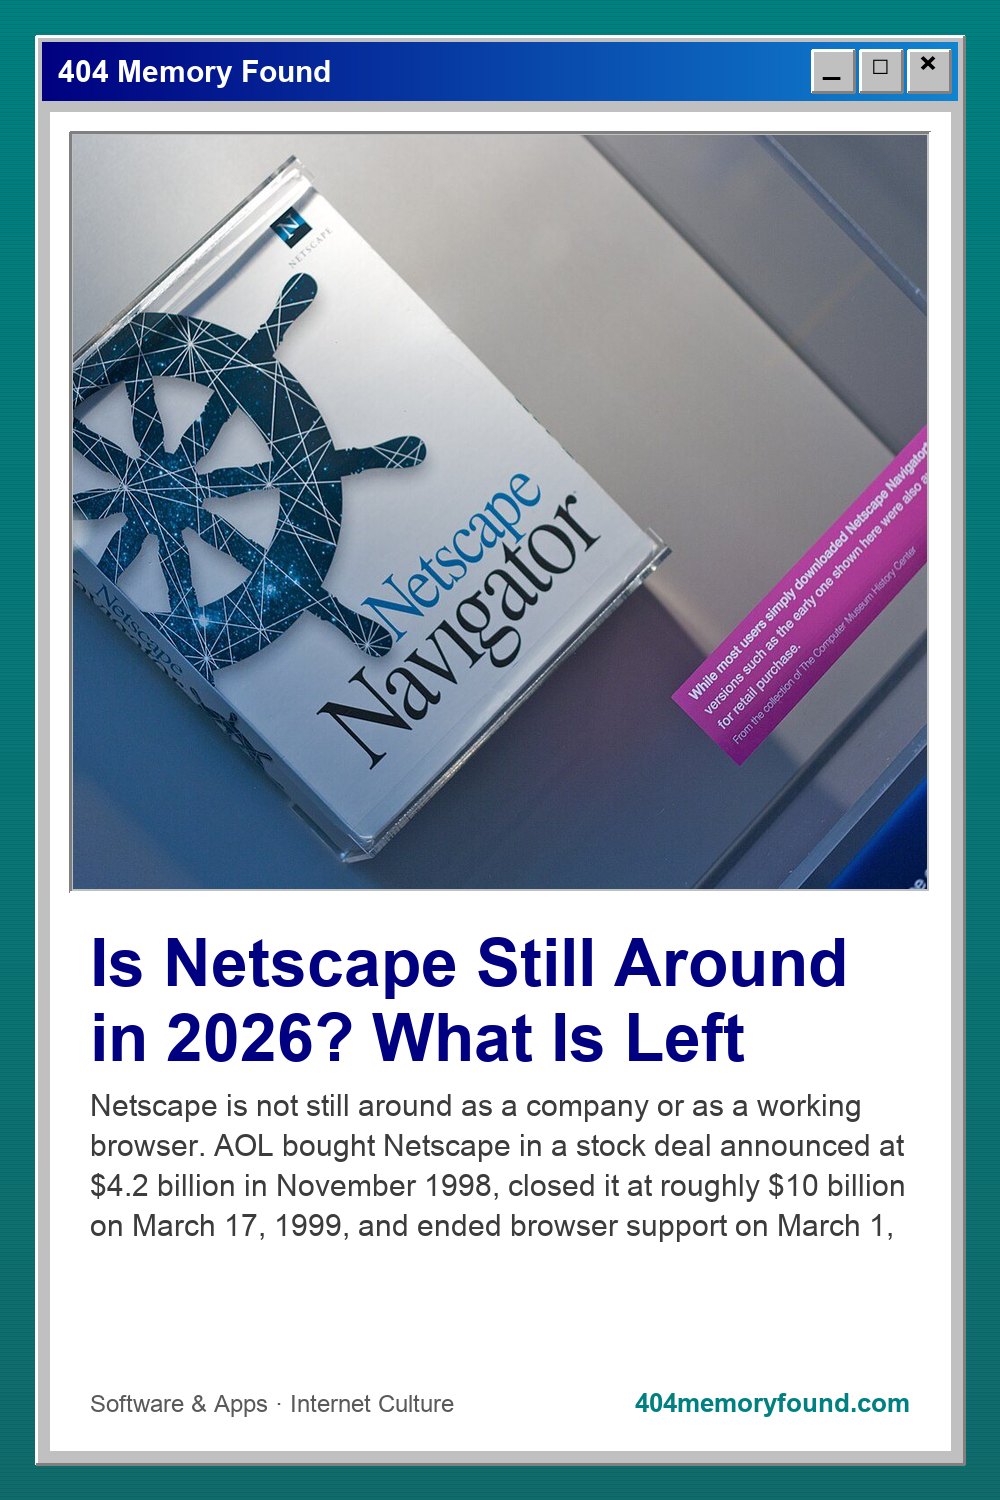 404 Memory Found
NETSCAPE
Netscape
Navigator
Netscape
While most users simply downloaded Netscape Navigator
versions such as the early one shown here were also
for retail purchase.
From the collection of The Computer Museum History Center
Is Netscape Still Around
in 2026? What Is Left
Netscape is not still around as a company or as a working
browser. AOL bought Netscape in a stock deal announced at
$4.2 billion in November 1998, closed it at roughly $10 billion
on March 17, 1999, and ended browser support on March 1,
Software & Apps · Internet Culture
404memoryfound.com